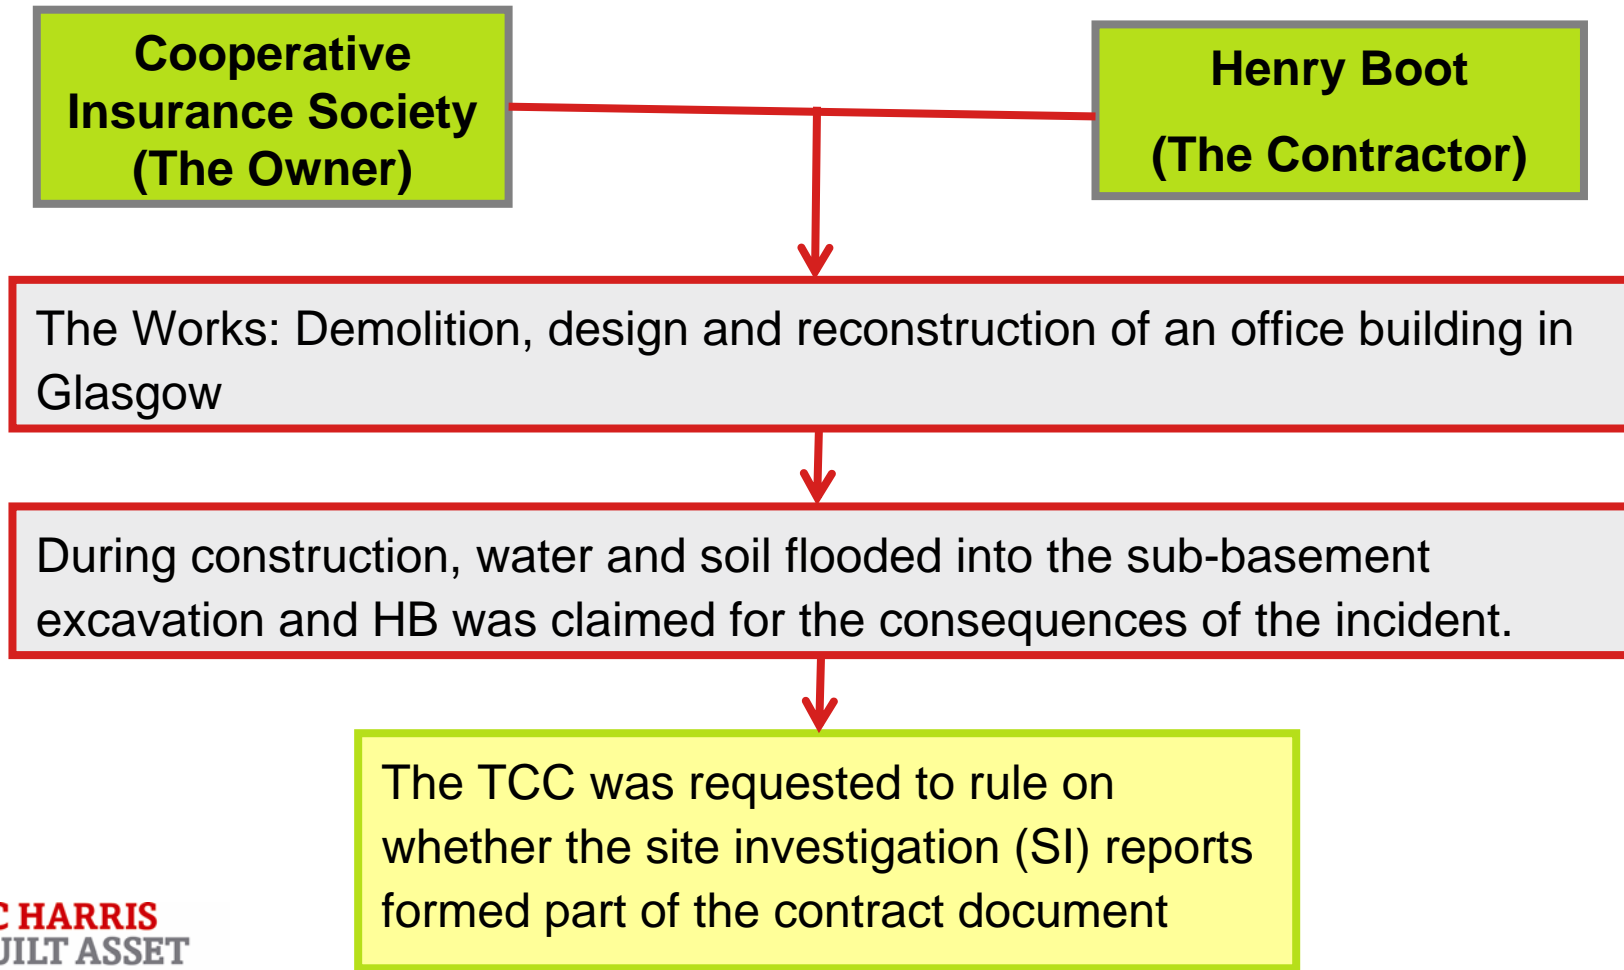 Cooperative
Insurance Society
(The Owner)
Henry Boot
(The Contractor)
The Works: Demolition, design and reconstruction of an office building in
Glasgow
During construction, water and soil flooded into the sub-basement
excavation and HB was claimed for the consequences of the incident.
The TCC was requested to rule on
whether the site investigation (SI) reports
formed part of the contract document
C HARRIS
UILT ASSET